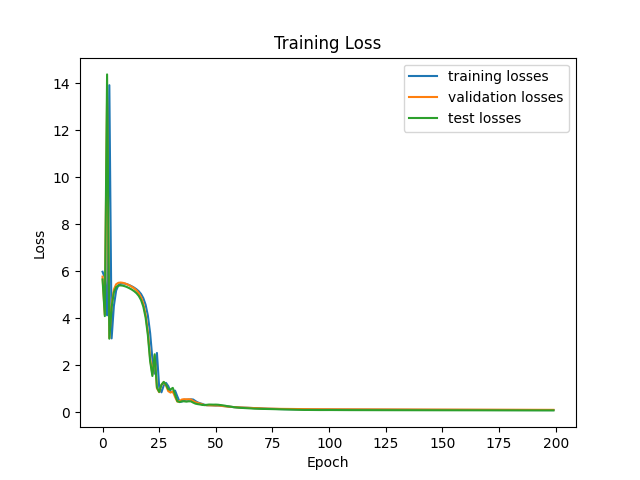 Training Loss
training losses
validation losses
test losses
14
12
10
8
6
4
2
0
Loss
0 25 50 75 100 125 150 175 200
Epoch